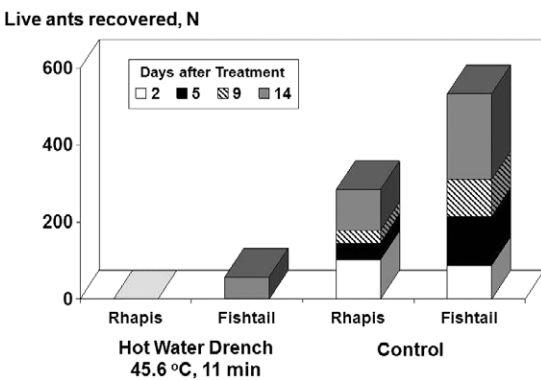 Live ants recovered, N
600
400
200
0
Days after Treatment
2 5 9 14
Rhapis Fishtail Rhapis Fishtail
Hot Water Drench Control
45.6 ºC, 11 min